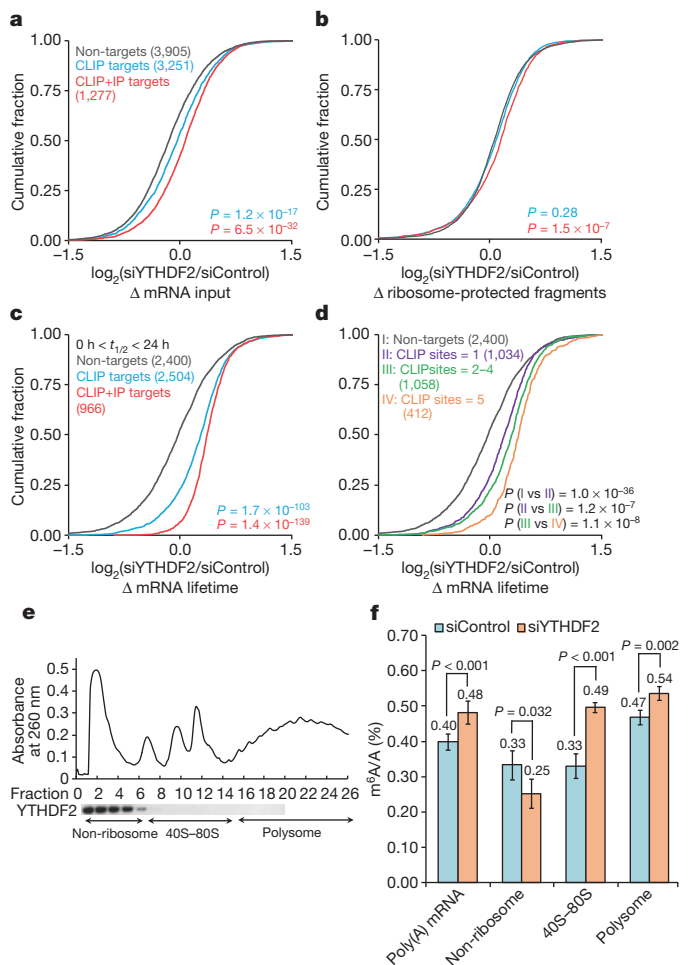 a
1.00
0.75
0.50
0.25
0.00
Cumulative fraction
Non-targets (3,905)
CLIP targets (3,251)
CLIP+IP targets
(1,277)
P = 1.2 × 10–17
P = 6.5 × 10–32
–1.5 0.0 1.5
log2(siYTHDF2/siControl)
Δ mRNA input
b
1.00
0.75
0.50
0.25
0.00
Cumulative fraction
P = 0.28
P = 1.5 × 10–7
–1.5 0.0 1.5
log2(siYTHDF2/siControl)
Δ ribosome-protected fragments
c
1.00
0.75
0.50
0.25
0.00
Cumulative fraction
0 h < t1/2 < 24 h
Non-targets (2,400)
CLIP targets (2,504)
CLIP+IP targets
(966)
P = 1.7 × 10–103
P = 1.4 × 10–139
–1.5 0.0 1.5
log2(siYTHDF2/siControl)
Δ mRNA lifetime
d
1.00
0.75
0.50
0.25
0.00
Cumulative fraction
I: Non-targets (2,400)
II: CLIP sites = 1 (1,034)
III: CLIPsites = 2–4
(1,058)
IV: CLIP sites = 5
(412)
P (I vs II) = 1.0 × 10–36
P (II vs III) = 1.2 × 10–7
P (III vs IV) = 1.1 × 10–8
–1.5 0.0 1.5
log2(siYTHDF2/siControl)
Δ mRNA lifetime
e
Absorbance
at 260 nm
0.5
0.4
0.3
0.2
0.1
0
Fraction 0 2 4 6 8 10 12 14 16 18 20 22 24 26
YTHDF2
Non-ribosome 40S–80S Polysome
f
siControl siYTHDF2
m6A/A (%)
0.70
0.60
0.50
0.40
0.30
0.20
0.10
0.00
P < 0.001
0.40
0.48
P = 0.032
0.33
0.25
P < 0.001
0.33
0.49
P = 0.002
0.47
0.54
Poly(A) mRNA
Non-ribosome
40S–80S
Polysome